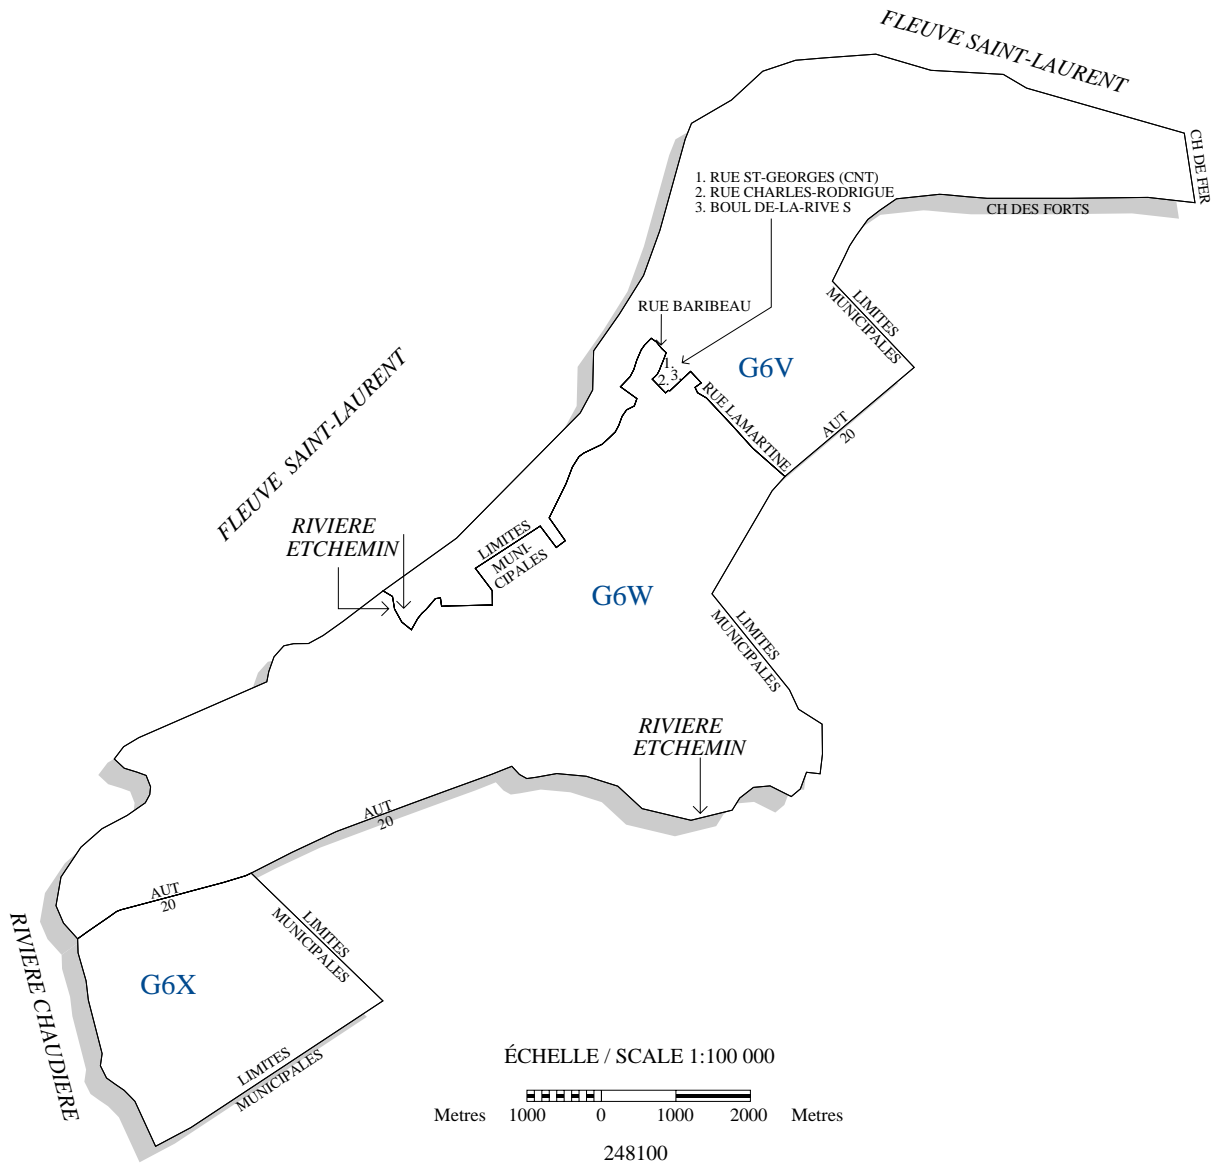 FLEUVE SAINT-LAURENT
CH DE FER
1. RUE ST-GEORGES (CNT)
2. RUE CHARLES-RODRIGUE
3. BOUL DE-LA-RIVE S
CH DES FORTS
LIMITES
MUNICIPALES
RUE BARIBEAU
1.
2. 3.
G6V
RUE LAMARTINE
AUT
20
FLEUVE SAINT-LAURENT
RIVIERE
ETCHEMIN
LIMITES
MUNI-
CIPALES
G6W
LIMITES
MUNICIPALES
RIVIERE
ETCHEMIN
AUT
20
AUT
20
LIMITES
MUNICIPALES
RIVIERE CHAUDIERE
G6X
LIMITES
MUNICIPALES
ÉCHELLE / SCALE 1:100 000
Metres 1000 0 1000 2000 Metres
248100